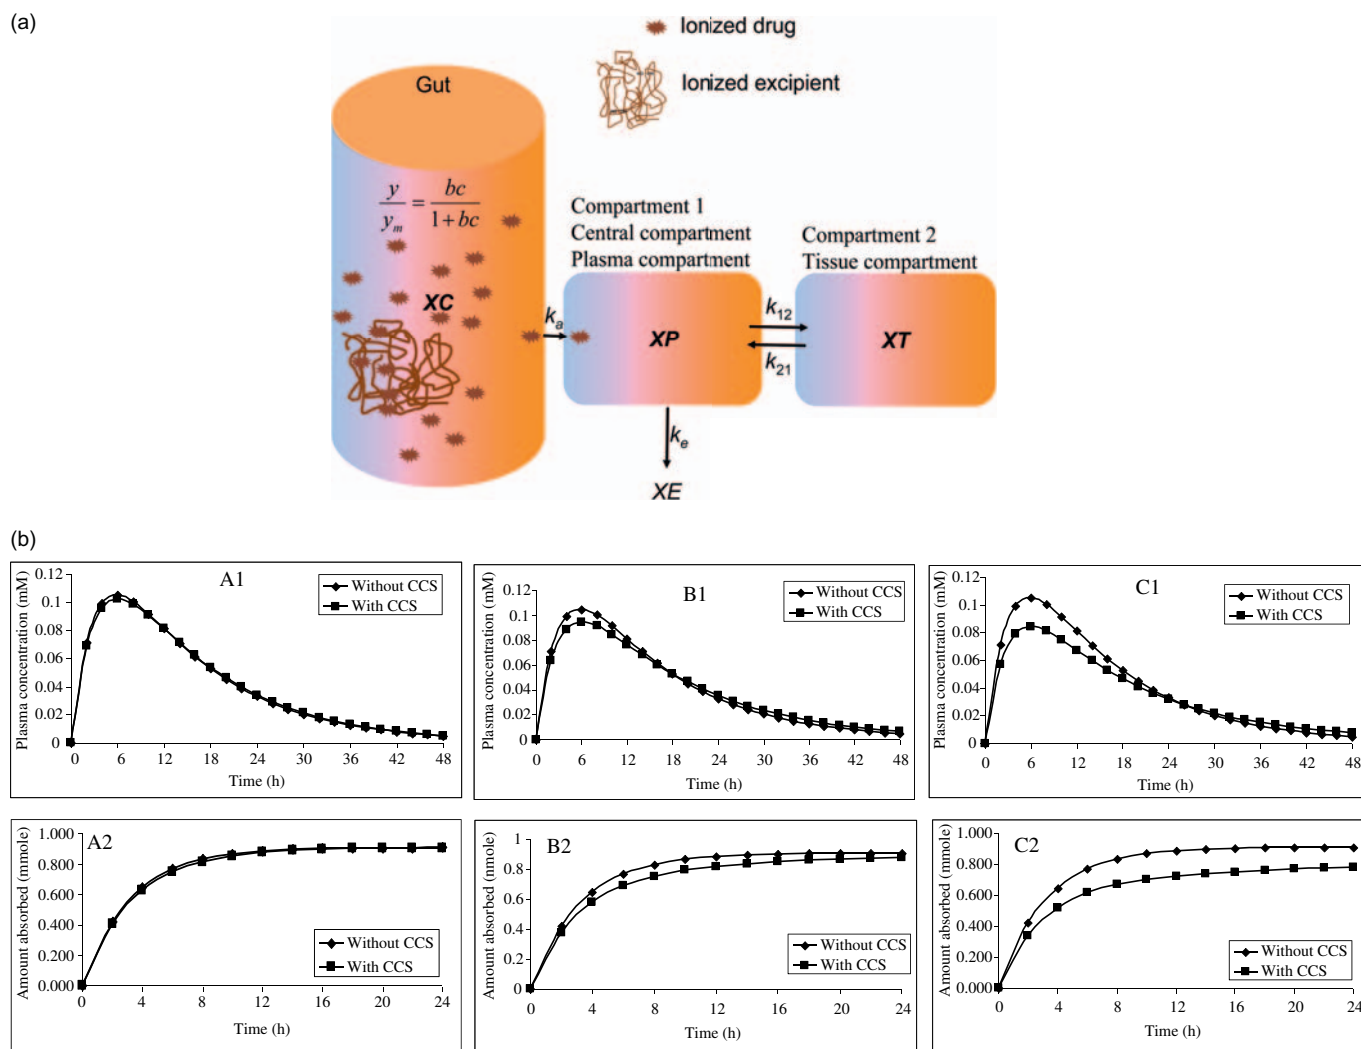 (a)
Ionized drug
Ionized excipient
Gut
y/y_m = bc/1 + bc
XC
k_a
Compartment 1
Central compartment
Plasma compartment
XP
k_12
k_21
Compartment 2
Tissue compartment
XT
k_e
XE
(b)
A1
Without CCS
With CCS
Plasma concentration (mM)
0.12
0.1
0.08
0.06
0.04
0.02
0
0 6 12 18 24 30 36 42 48
Time (h)
B1
Without CCS
With CCS
Plasma concentration (mM)
0.12
0.1
0.08
0.06
0.04
0.02
0
0 6 12 18 24 30 36 42 48
Time (h)
C1
Without CCS
With CCS
Plasma concentration (mM)
0.12
0.1
0.08
0.06
0.04
0.02
0
0 6 12 18 24 30 36 42 48
Time (h)
A2
Without CCS
With CCS
Amount absorbed (mmole)
1.000
0.800
0.600
0.400
0.200
0.000
0 4 8 12 16 20 24
Time (h)
B2
Without CCS
With CCS
Amount absorbed (mmole)
1
0.8
0.6
0.4
0.2
0
0 4 8 12 16 20 24
Time (h)
C2
Without CCS
With CCS
Amount absorbed (mmole)
1.000
0.800
0.600
0.400
0.200
0.000
0 4 8 12 16 20 24
Time (h)